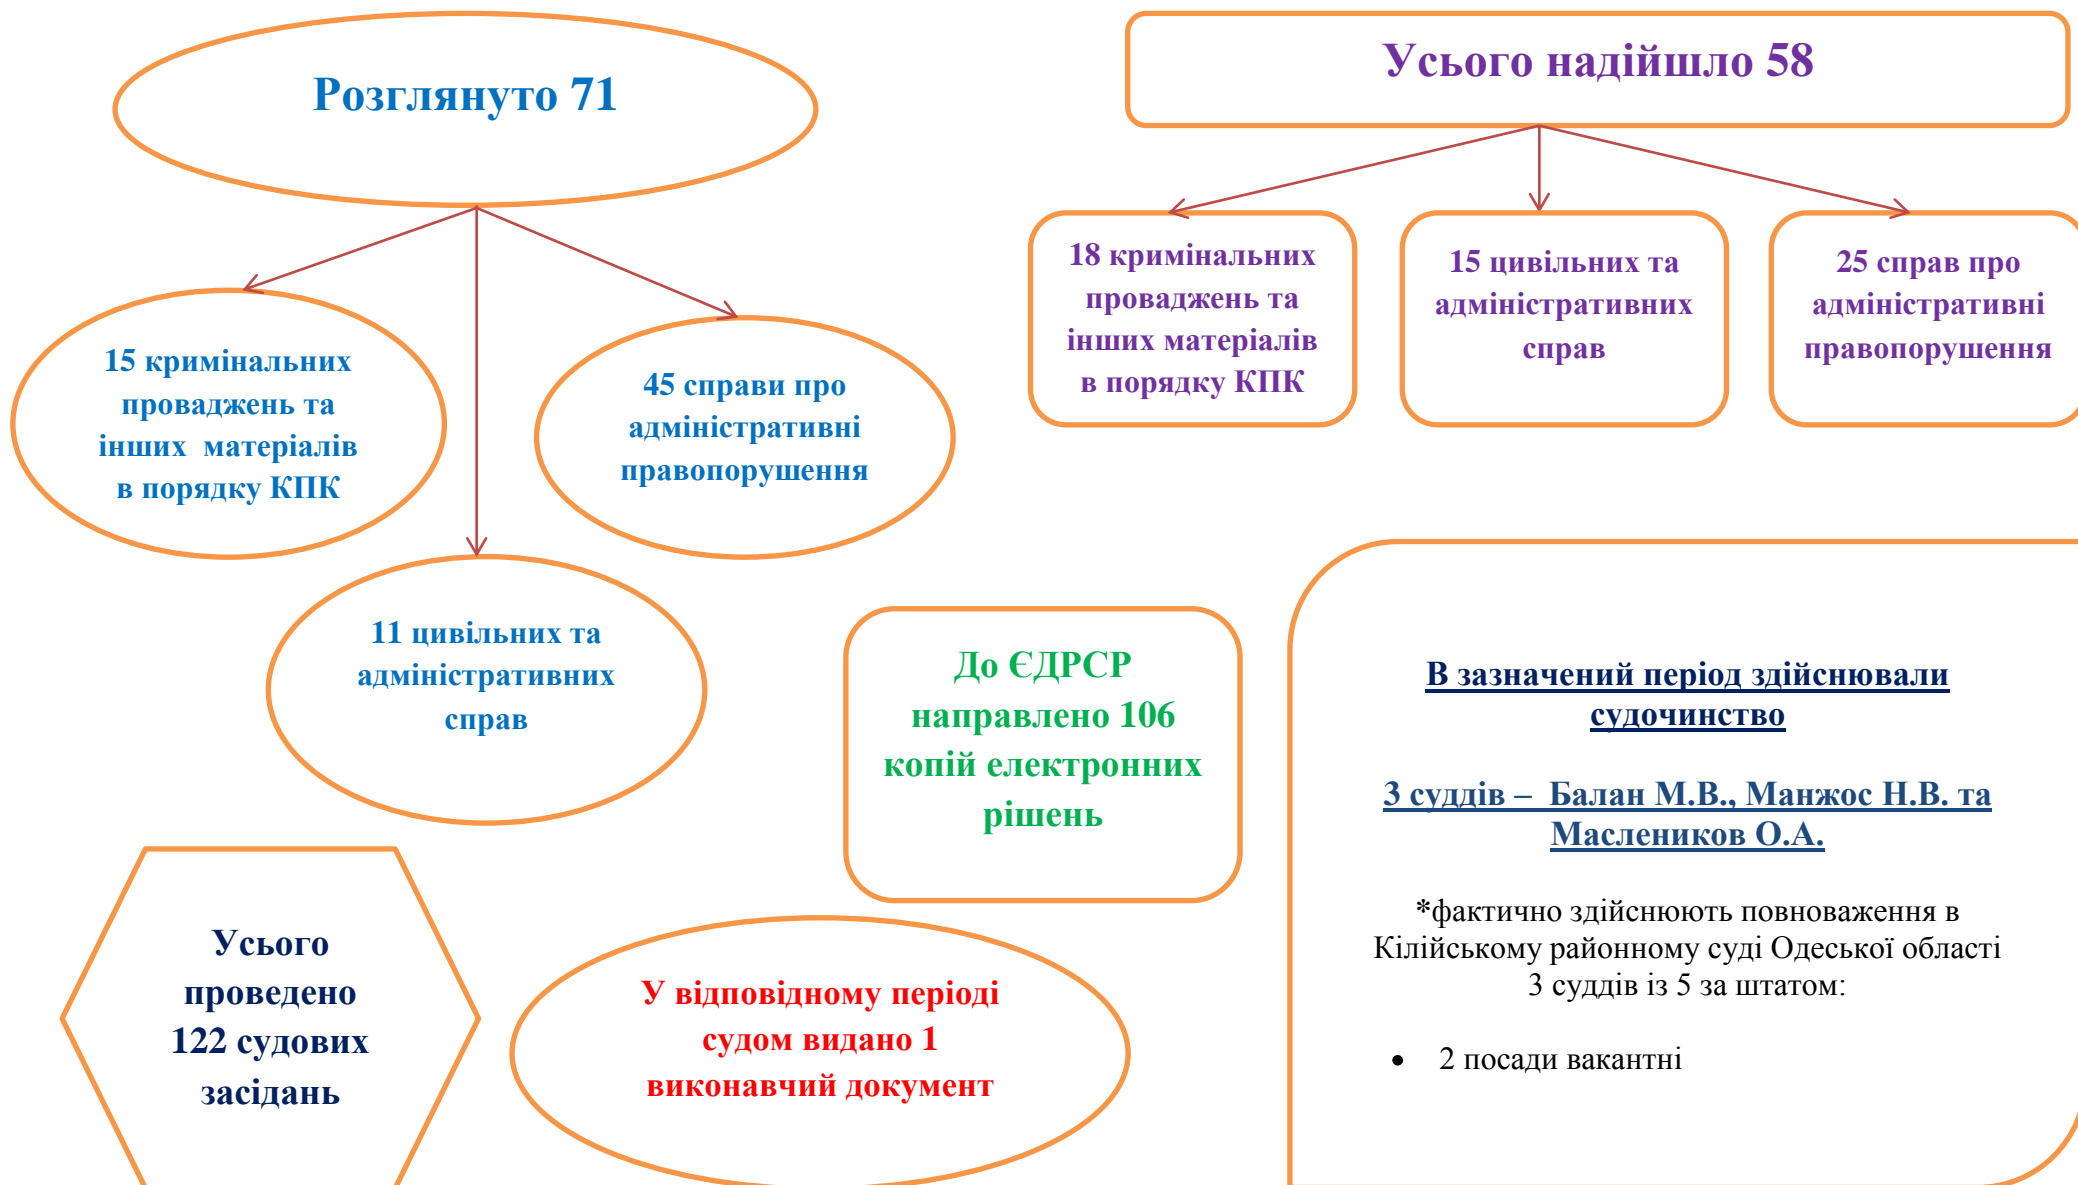 Розглянуто 71
15 кримінальних
проваджень та
інших матеріалів
в порядку КПК
45 справи про
адміністративні
правопорушення
11 цивільних та
адміністративних
справ
Усього надійшло 58
18 кримінальних
проваджень та
інших матеріалів
в порядку КПК
15 цивільних та
адміністративних
справ
25 справ про
адміністративні
правопорушення
До ЄДРСР
направлено 106
копій електронних
рішень
В зазначений період здійснювали
судочинство
3 суддів – Балан М.В., Манжос Н.В. та
Маслеников О.А.
*фактично здійснюють повноваження в
Кілійському районному суді Одеської області
3 суддів із 5 за штатом:
• 2 посади вакантні
Усього
проведено
122 судових
засідань
У відповідному періоді
судом видано 1
виконавчий документ